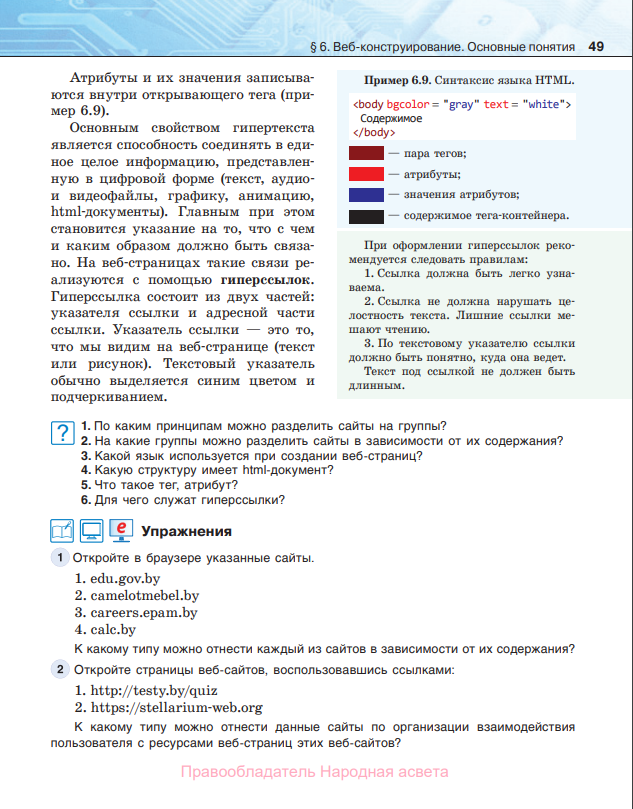 § 6. Веб-конструирование. Основные понятия 49
Атрибуты и их значения записыва-
ются внутри открывающего тега (при-
мер 6.9).
Основным свойством гипертекста
является способность соединять в еди-
ное целое информацию, представлен-
ную в цифровой форме (текст, аудио-
и видеофайлы, графику, анимацию,
html-документы). Главным при этом
становится указание на то, что с чем
и каким образом должно быть связа-
но. На веб-страницах такие связи ре-
ализуются с помощью гиперссылок.
Гиперссылка состоит из двух частей:
указателя ссылки и адресной части
ссылки. Указатель ссылки — это то,
что мы видим на веб-странице (текст
или рисунок). Текстовый указатель
обычно выделяется синим цветом и
подчеркиванием.
Пример 6.9. Синтаксис языка HTML.
<body bgcolor = "gray" text = "white">
Содержимое
</body>
— пара тегов;
— атрибуты;
— значения атрибутов;
— содержимое тега-контейнера.
При оформлении гиперссылок реко-
мендуется следовать правилам:
1. Ссылка должна быть легко узна-
ваема.
2. Ссылка не должна нарушать це-
лостность текста. Лишние ссылки ме-
шают чтению.
3. По текстовому указателю ссылки
должно быть понятно, куда она ведет.
Текст под ссылкой не должен быть
длинным.
?
1. По каким принципам можно разделить сайты на группы?
2. На какие группы можно разделить сайты в зависимости от их содержания?
3. Какой язык используется при создании веб-страниц?
4. Какую структуру имеет html-документ?
5. Что такое тег, атрибут?
6. Для чего служат гиперссылки?
e Упражнения
1 Откройте в браузере указанные сайты.
1. edu.gov.by
2. camelotmebel.by
3. careers.epam.by
4. calc.by
К какому типу можно отнести каждый из сайтов в зависимости от их содержания?
2 Откройте страницы веб-сайтов, воспользовавшись ссылками:
1. http://testy.by/quiz
2. https://stellarium-web.org
К какому типу можно отнести данные сайты по организации взаимодействия
пользователя с ресурсами веб-страниц этих веб-сайтов?
Правообладатель Народная асвета